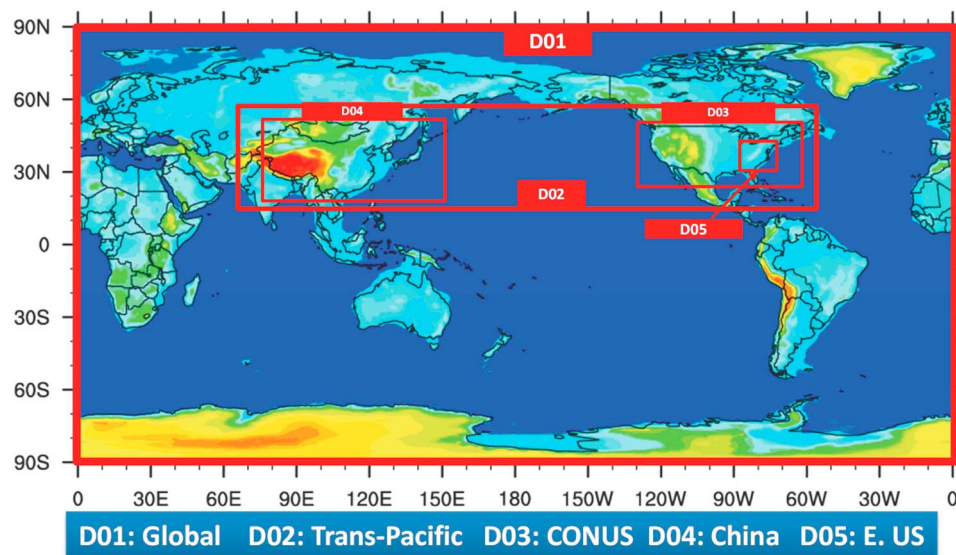 90N
D01
60N
D04
D03
30N
D02
D05
0
30S
60S
90S
0 30E 60E 90E 120E 150E 180 150W 120W 90W 60W 30W 0
D01: Global D02: Trans-Pacific D03: CONUS D04: China D05: E. US